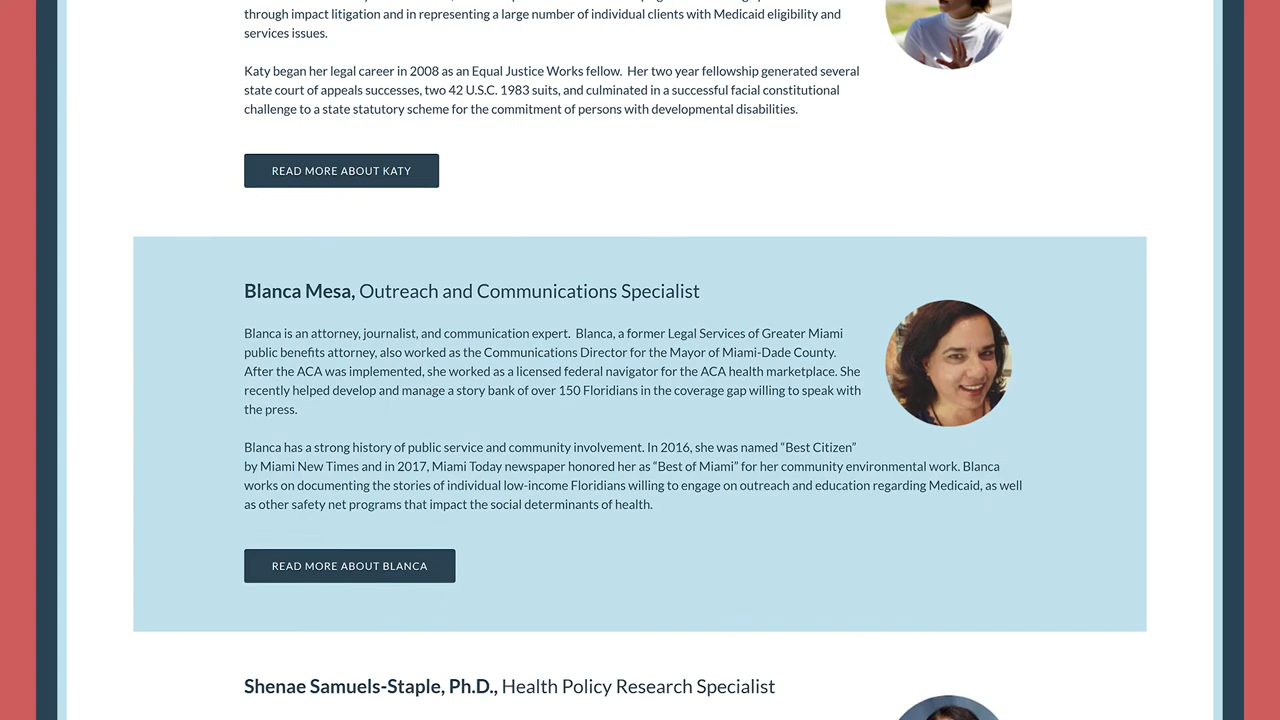 through impact litigation and in representing a large number of individual clients with Medicaid eligibility and
services issues.
Katy began her legal career in 2008 as an Equal Justice Works fellow.  Her two year fellowship generated several
state court of appeals successes, two 42 U.S.C. 1983 suits, and culminated in a successful facial constitutional
challenge to a state statutory scheme for the commitment of persons with developmental disabilities.
READ MORE ABOUT KATY
Blanca Mesa, Outreach and Communications Specialist
Blanca is an attorney, journalist, and communication expert.  Blanca, a former Legal Services of Greater Miami
public benefits attorney, also worked as the Communications Director for the Mayor of Miami-Dade County.
After the ACA was implemented, she worked as a licensed federal navigator for the ACA health marketplace. She
recently helped develop and manage a story bank of over 150 Floridians in the coverage gap willing to speak with
the press.
Blanca has a strong history of public service and community involvement. In 2016, she was named “Best Citizen”
by Miami New Times and in 2017, Miami Today newspaper honored her as “Best of Miami” for her community environmental work. Blanca
works on documenting the stories of individual low-income Floridians willing to engage on outreach and education regarding Medicaid, as well
as other safety net programs that impact the social determinants of health.
READ MORE ABOUT BLANCA
Shenae Samuels-Staple, Ph.D., Health Policy Research Specialist